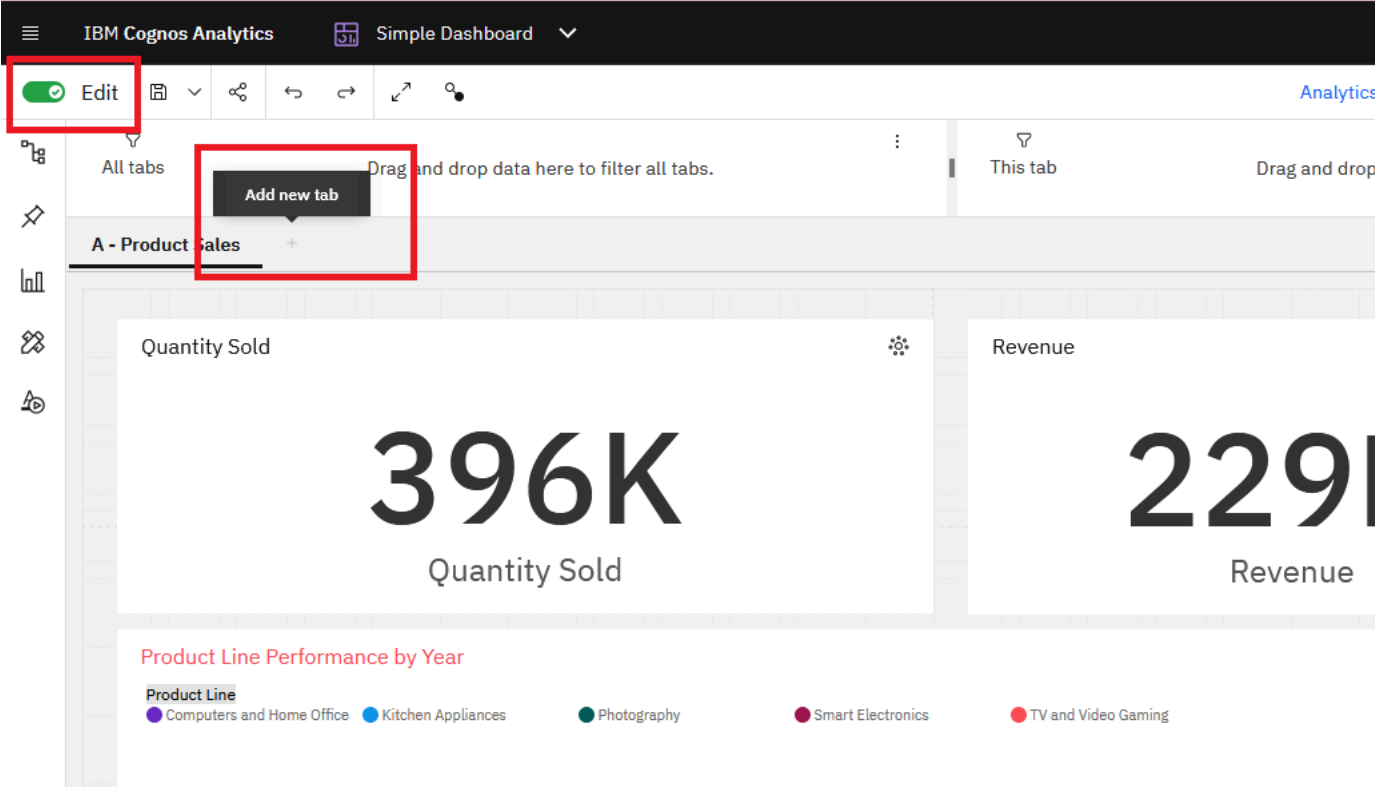 IBM Cognos Analytics
Simple Dashboard
Edit
Analytics
All tabs
Drag and drop data here to filter all tabs.
This tab
Drag and drop
Add new tab
A - Product Sales
+
Quantity Sold
Revenue
396K
229
Quantity Sold
Revenue
Product Line Performance by Year
Product Line
Computers and Home Office
Kitchen Appliances
Photography
Smart Electronics
TV and Video Gaming